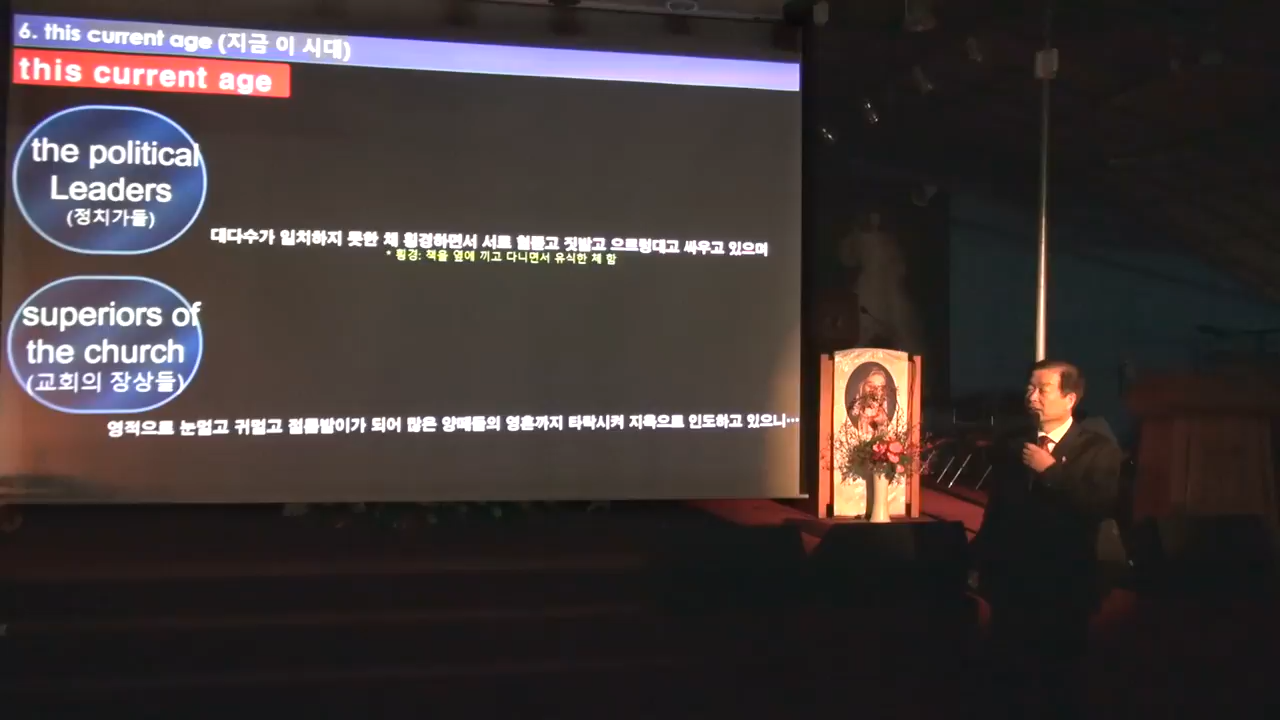 6. this current age (지금 이 시대)
this current age
the political
Leaders
(정치가들)
대다수가 일치하지 못한 채 횡경하면서 서로 헐뜯고 짓밟고 으르렁대고 싸우고 있으며
* 횡경: 책을 옆에 끼고 다니면서 유식한 체 함
superiors of
the church
(교회의 장상들)
영적으로 눈멀고 귀멀고 절름발이가 되어 많은 양떼들의 영혼까지 타락시켜 지옥으로 인도하고 있으니…